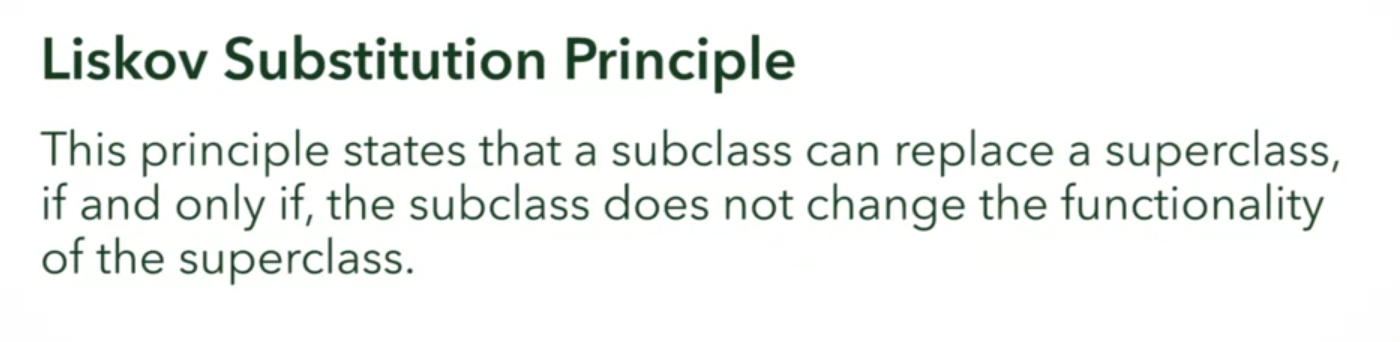 Liskov Substitution Principle
This principle states that a subclass can replace a superclass,
if and only if, the subclass does not change the functionality
of the superclass.